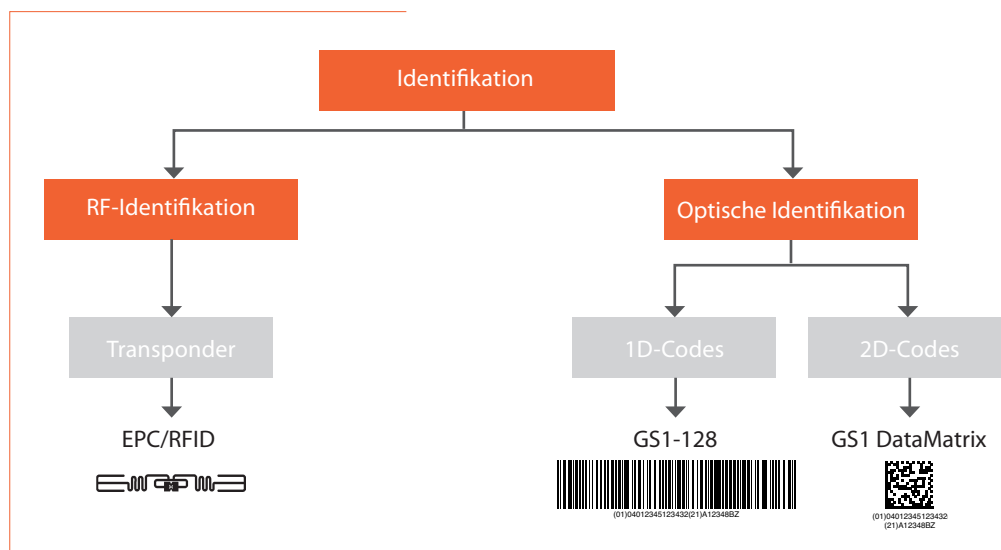 Identifikation
RF-Identifikation
Optische Identifikation
Transponder
1D-Codes
2D-Codes
EPC/RFID
GS1-128
GS1 DataMatrix
(01)04012345123432(21)A12348BZ
(01)04012345123432
(21)A12348BZ